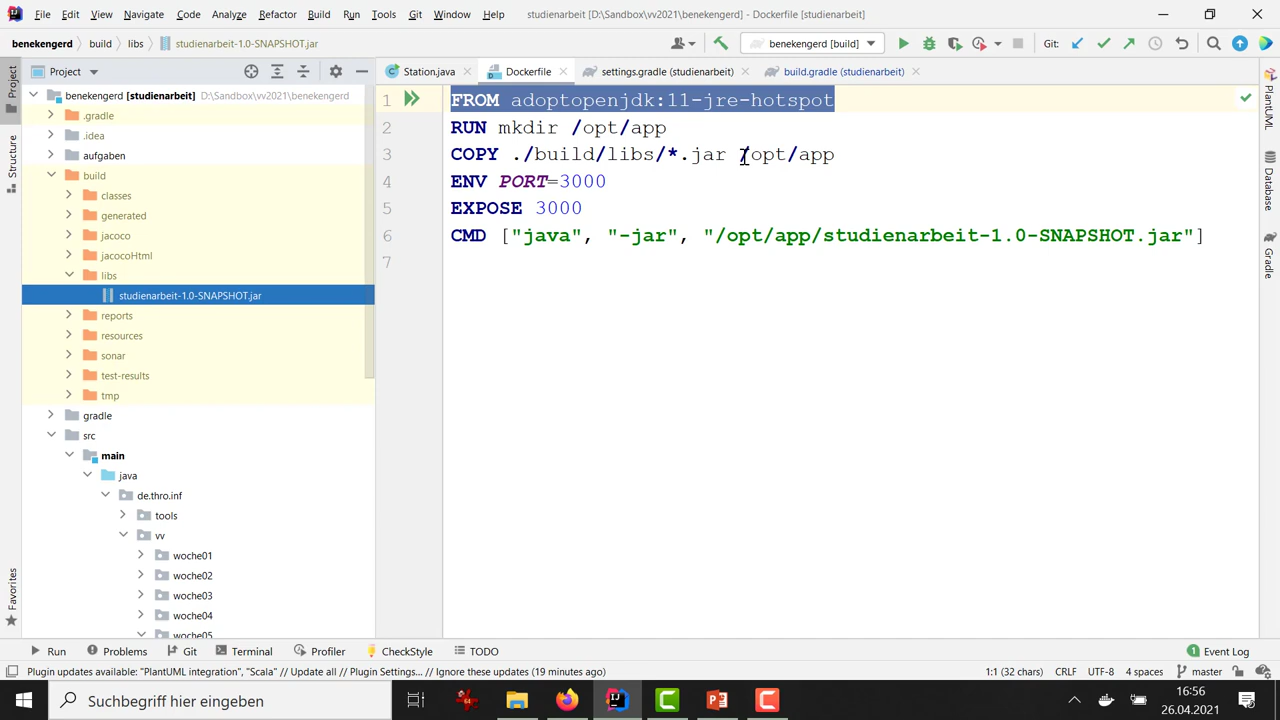 File Edit View Navigate Code Analyze Refactor Build Run Tools Git Window Help studienarbeit [D:\Sandbox\vv2021\benekengerd] - Dockerfile [studienarbeit]
benekengerd build libs studienarbeit-1.0-SNAPSHOT.jar benekengerd [build] Git:
Project Station.java Dockerfile settings.gradle (studienarbeit) build.gradle (studienarbeit)
benekengerd [studienarbeit] D:\Sandbox\vv2021\benekengerd
.gradle
.idea
aufgaben
build
classes
generated
jacoco
jacocoHtml
libs
studienarbeit-1.0-SNAPSHOT.jar
reports
resources
sonar
test-results
tmp
gradle
src
main
java
de.thro.inf
tools
vv
woche01
woche02
woche03
woche04
woche05
1 FROM adoptopenjdk:11-jre-hotspot
2 RUN mkdir /opt/app
3 COPY ./build/libs/*.jar /opt/app
4 ENV PORT=3000
5 EXPOSE 3000
6 CMD ["java", "-jar", "/opt/app/studienarbeit-1.0-SNAPSHOT.jar"]
7
Project
Structure
Favorites
PlantUML
Database
Gradle
Run Problems Git Terminal Profiler CheckStyle TODO Event Log
Plugin updates available: "PlantUML integration", "Scala" // Update all // Plugin Settings... // Ignore these updates (19 minutes ago) 1:1 (32 chars) CRLF UTF-8 4 spaces master
Suchbegriff hier eingeben
16:56
26.04.2021